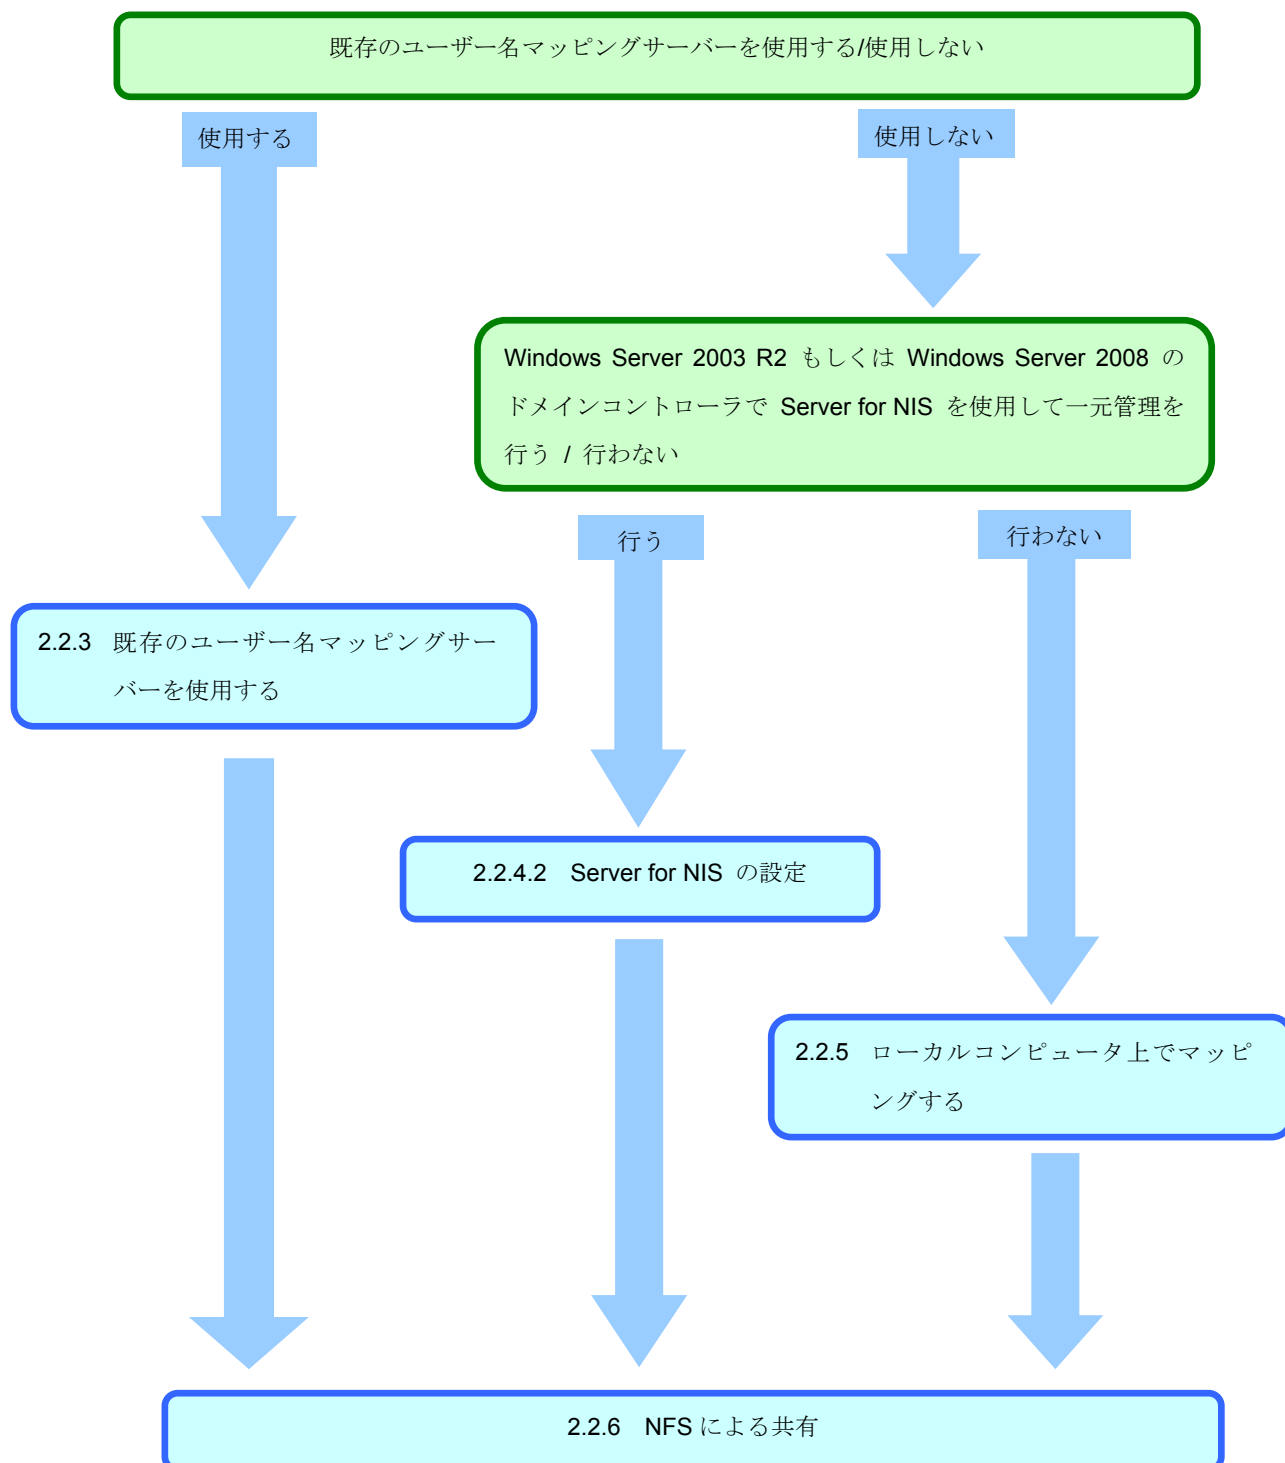 既存のユーザー名マッピングサーバーを使用する/使用しない
使用する
使用しない
Windows Server 2003 R2 もしくは Windows Server 2008 の
ドメインコントローラで Server for NIS を使用して一元管理を
行う / 行わない
行う
行わない
2.2.3 既存のユーザー名マッピングサー
バーを使用する
2.2.4.2 Server for NIS の設定
2.2.5 ローカルコンピュータ上でマッピ
ングする
2.2.6 NFS による共有